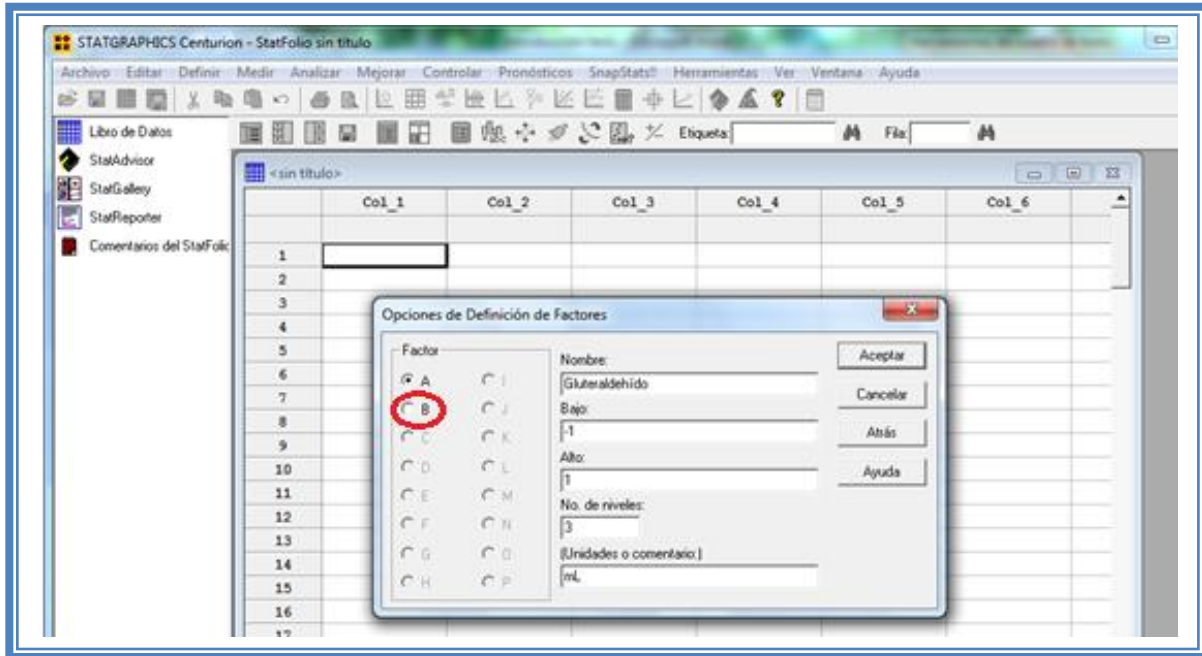 STATGRAPHICS Centurion - StatFolio sin título
Archivo Editar Definir Medir Analizar Mejorar Controlar Pronósticos SnapStats!! Herramientas Ver Ventana Ayuda
Etiqueta: Fila:
Libro de Datos
StatAdvisor
StatGallery
StatReporter
Comentarios del StatFolio
<sin título>
Col_1 Col_2 Col_3 Col_4 Col_5 Col_6
1
2
3
4
5
6
7
8
9
10
11
12
13
14
15
16
17
Opciones de Definición de Factores
Factor
A I
B J
C K
D L
E M
F N
G O
H P
Nombre:
Gluteraldehído
Bajo:
-1
Alto:
1
No. de niveles:
3
(Unidades o comentario:)
mL
Aceptar
Cancelar
Atrás
Ayuda